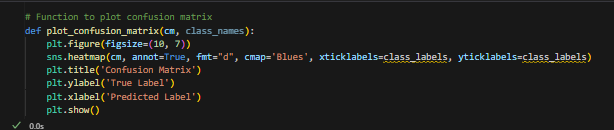 # Function to plot confusion matrix
def plot_confusion_matrix(cm, class_names):
    plt.figure(figsize=(10, 7))
    sns.heatmap(cm, annot=True, fmt="d", cmap='Blues', xticklabels=class_labels, yticklabels=class_labels)
    plt.title('Confusion Matrix')
    plt.ylabel('True Label')
    plt.xlabel('Predicted Label')
    plt.show()
0.0s